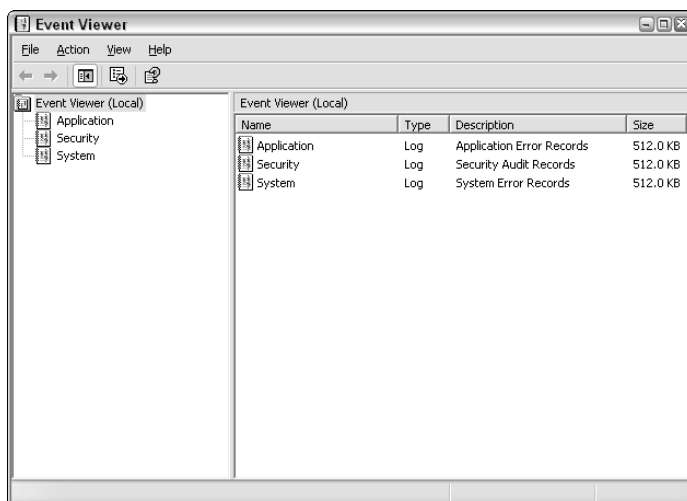 Event Viewer
File Action View Help
Event Viewer (Local)
Application
Security
System
Event Viewer (Local)
Name Type Description Size
Application Log Application Error Records 512.0 KB
Security Log Security Audit Records 512.0 KB
System Log System Error Records 512.0 KB